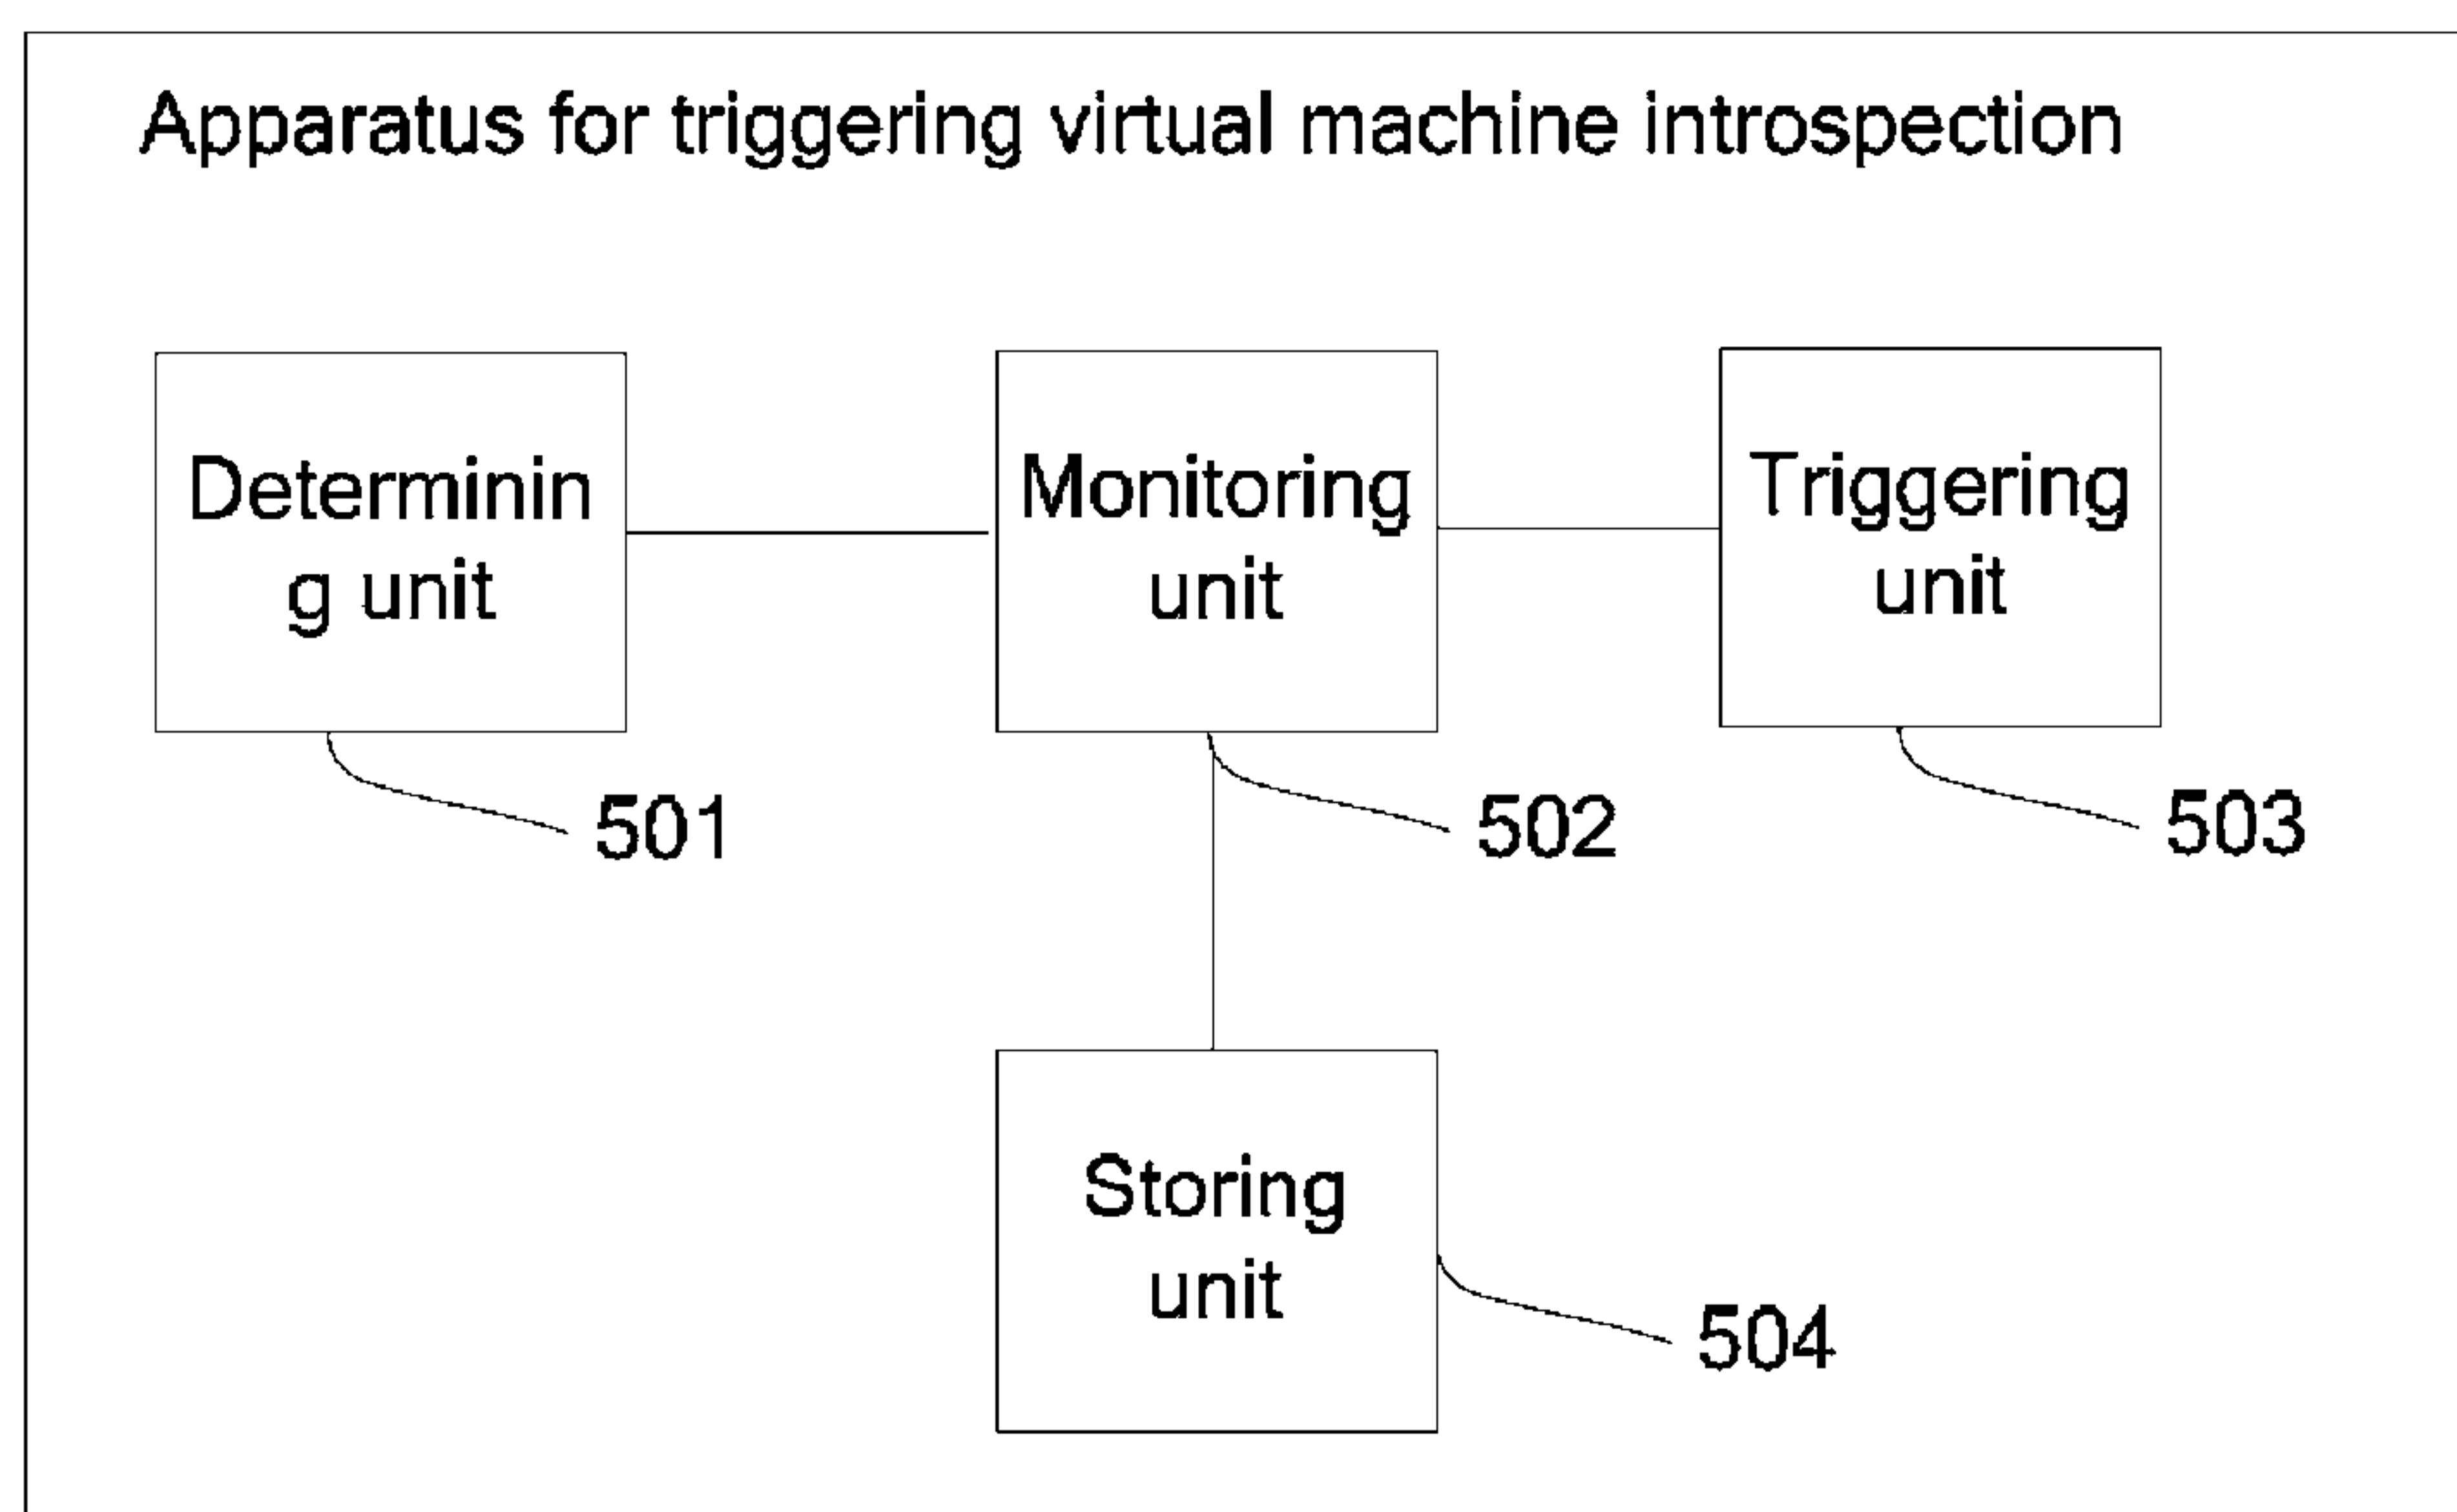 Apparatus for triggering virtual machine introspection
Determinin
g unit
Monitoring
unit
Triggering
unit
501
502
503
Storing
unit
504